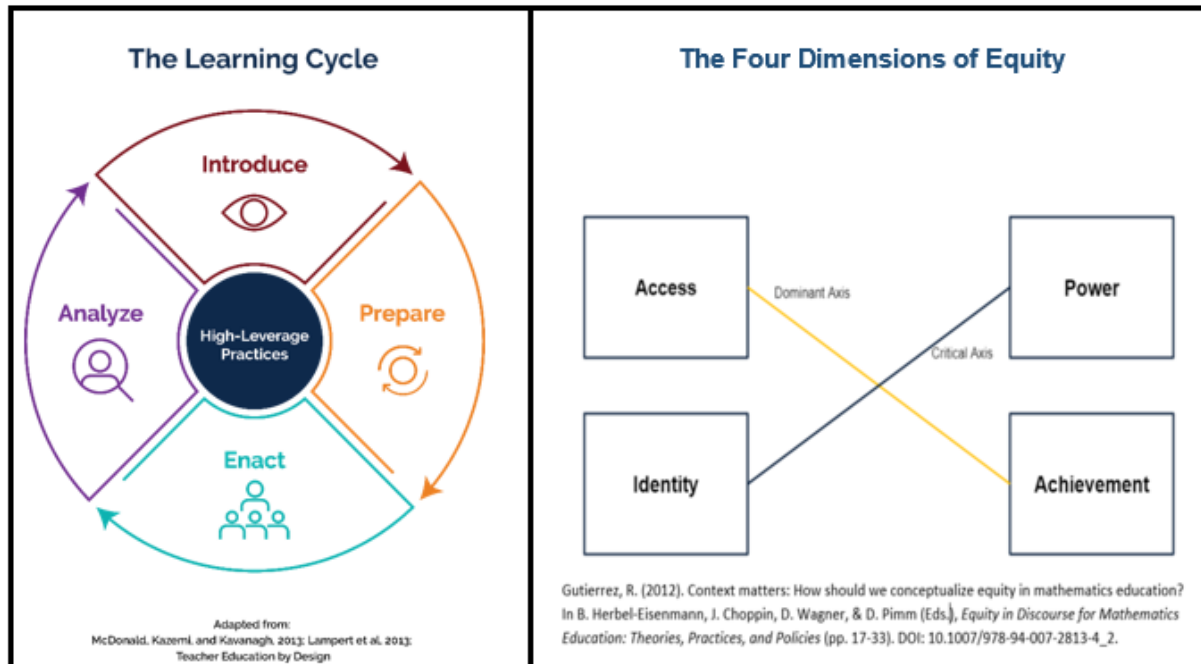 The Learning Cycle
Introduce
Analyze
Prepare
High-Leverage
Practices
Enact
Adapted from:
McDonald, Kazemi, and Kavanagh, 2013; Lampert et al, 2013;
Teacher Education by Design
The Four Dimensions of Equity
Access
Power
Dominant Axis
Critical Axis
Identity
Achievement
Gutierrez, R. (2012). Context matters: How should we conceptualize equity in mathematics education?
In B. Herbel-Eisenmann, J. Choppin, D. Wagner, & D. Pimm (Eds.), Equity in Discourse for Mathematics
Education: Theories, Practices, and Policies (pp. 17-33). DOI: 10.1007/978-94-007-2813-4_2.